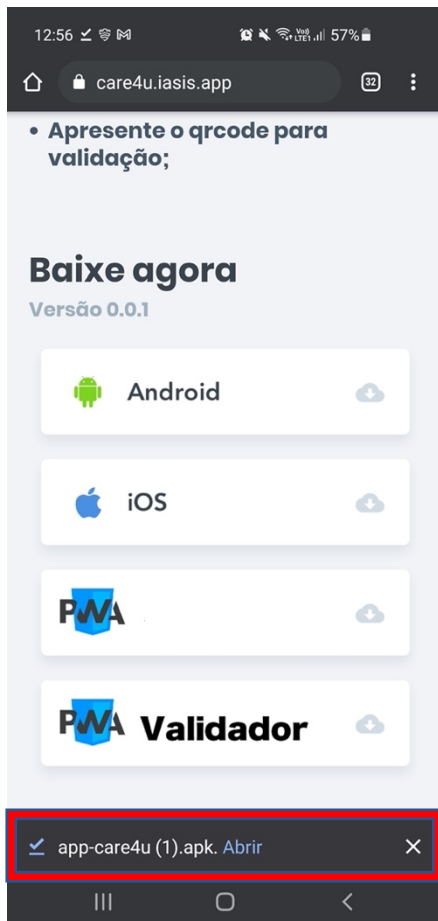 12:56 57%
care4u.iasis.app 32
• Apresente o qrcode para
validação;
Baixe agora
Versão 0.0.1
Android
iOS
PWA
PWA Validador
app-care4u (1).apk. Abrir